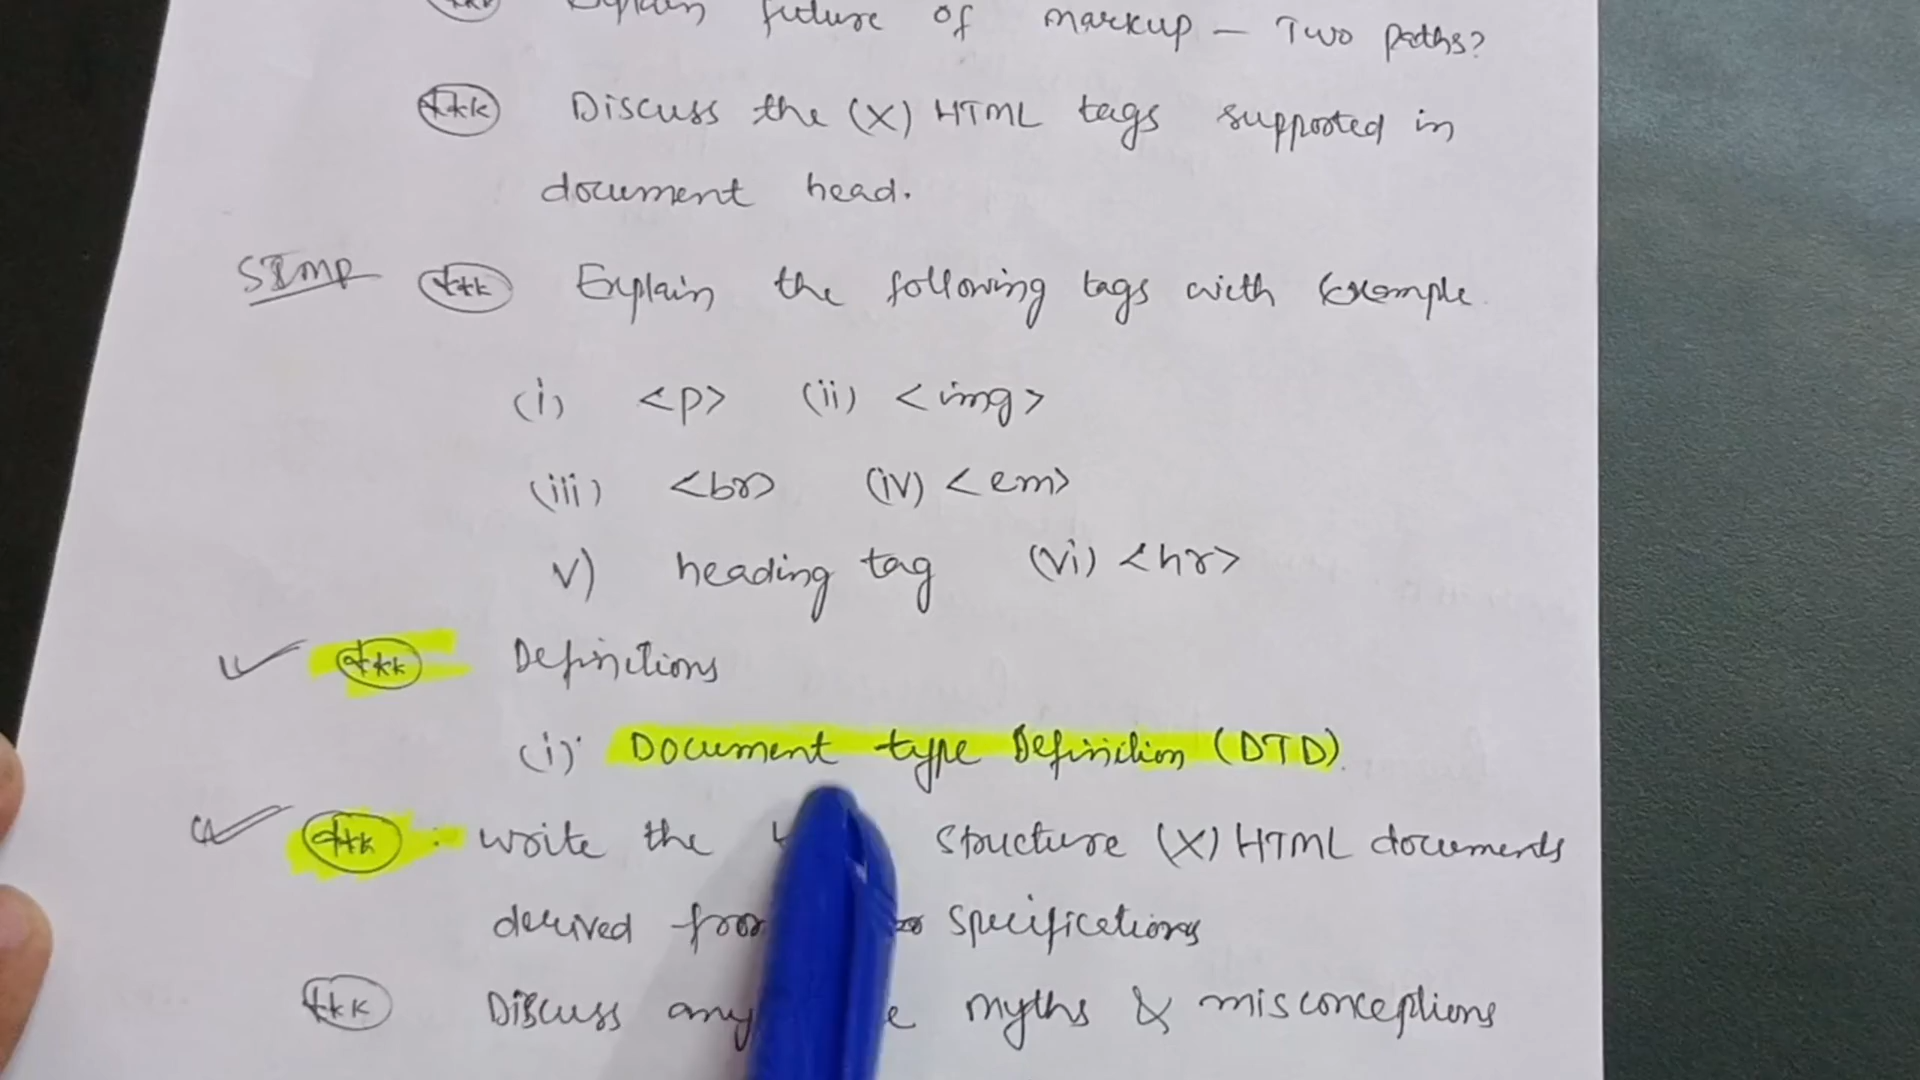 Explain future of markup - Two paths?
*** Discuss the (X) HTML tags supported in
document head.
SIMP *** Explain the following tags with Example
(i) <p> (ii) <img>
(iii) <br> (iv) <em>
v) heading tag (vi) <hr>
*** Definitions
(i) Document type Definition (DTD).
*** : write the structure (X) HTML documents
derived specifications
*** Discuss any myths & misconceptions